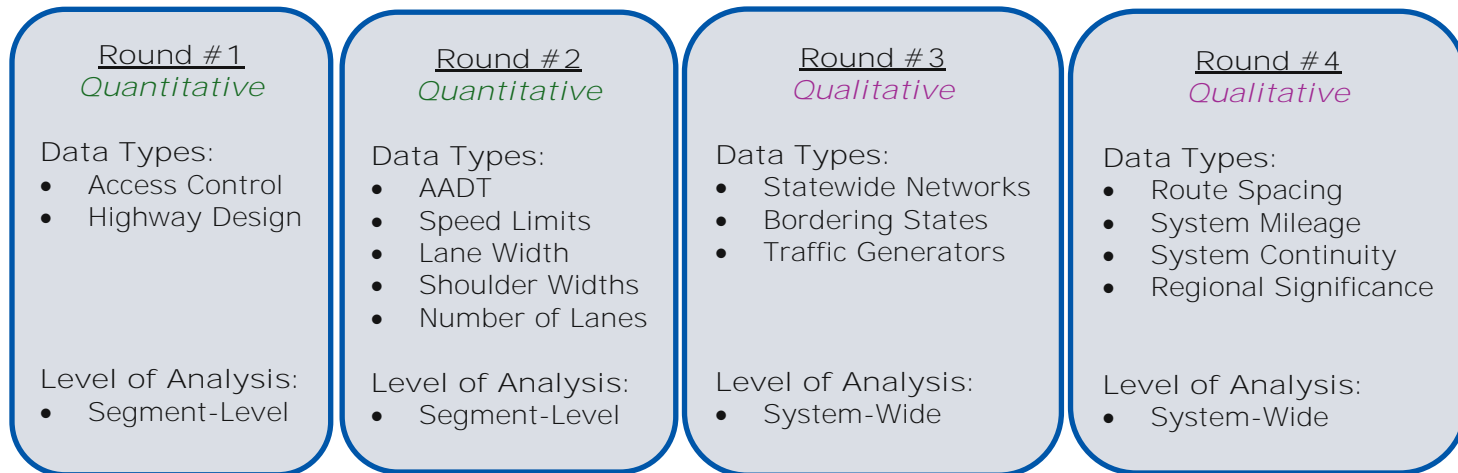 Round #1
Quantitative
Data Types:
• Access Control
• Highway Design
Level of Analysis:
• Segment-Level
Round #2
Quantitative
Data Types:
• AADT
• Speed Limits
• Lane Width
• Shoulder Widths
• Number of Lanes
Level of Analysis:
• Segment-Level
Round #3
Qualitative
Data Types:
• Statewide Networks
• Bordering States
• Traffic Generators
Level of Analysis:
• System-Wide
Round #4
Qualitative
Data Types:
• Route Spacing
• System Mileage
• System Continuity
• Regional Significance
Level of Analysis:
• System-Wide